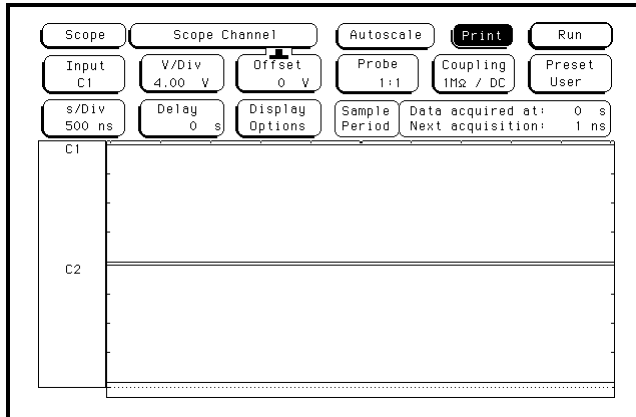 Scope Scope Channel Autoscale Print Run
Input V/Div Offset Probe Coupling Preset
C1 4.00 V 0 V 1:1 1MΩ / DC User
s/Div Delay Display Sample Data acquired at: 0 s
500 ns 0 s Options Period Next acquisition: 1 ns
C1
C2